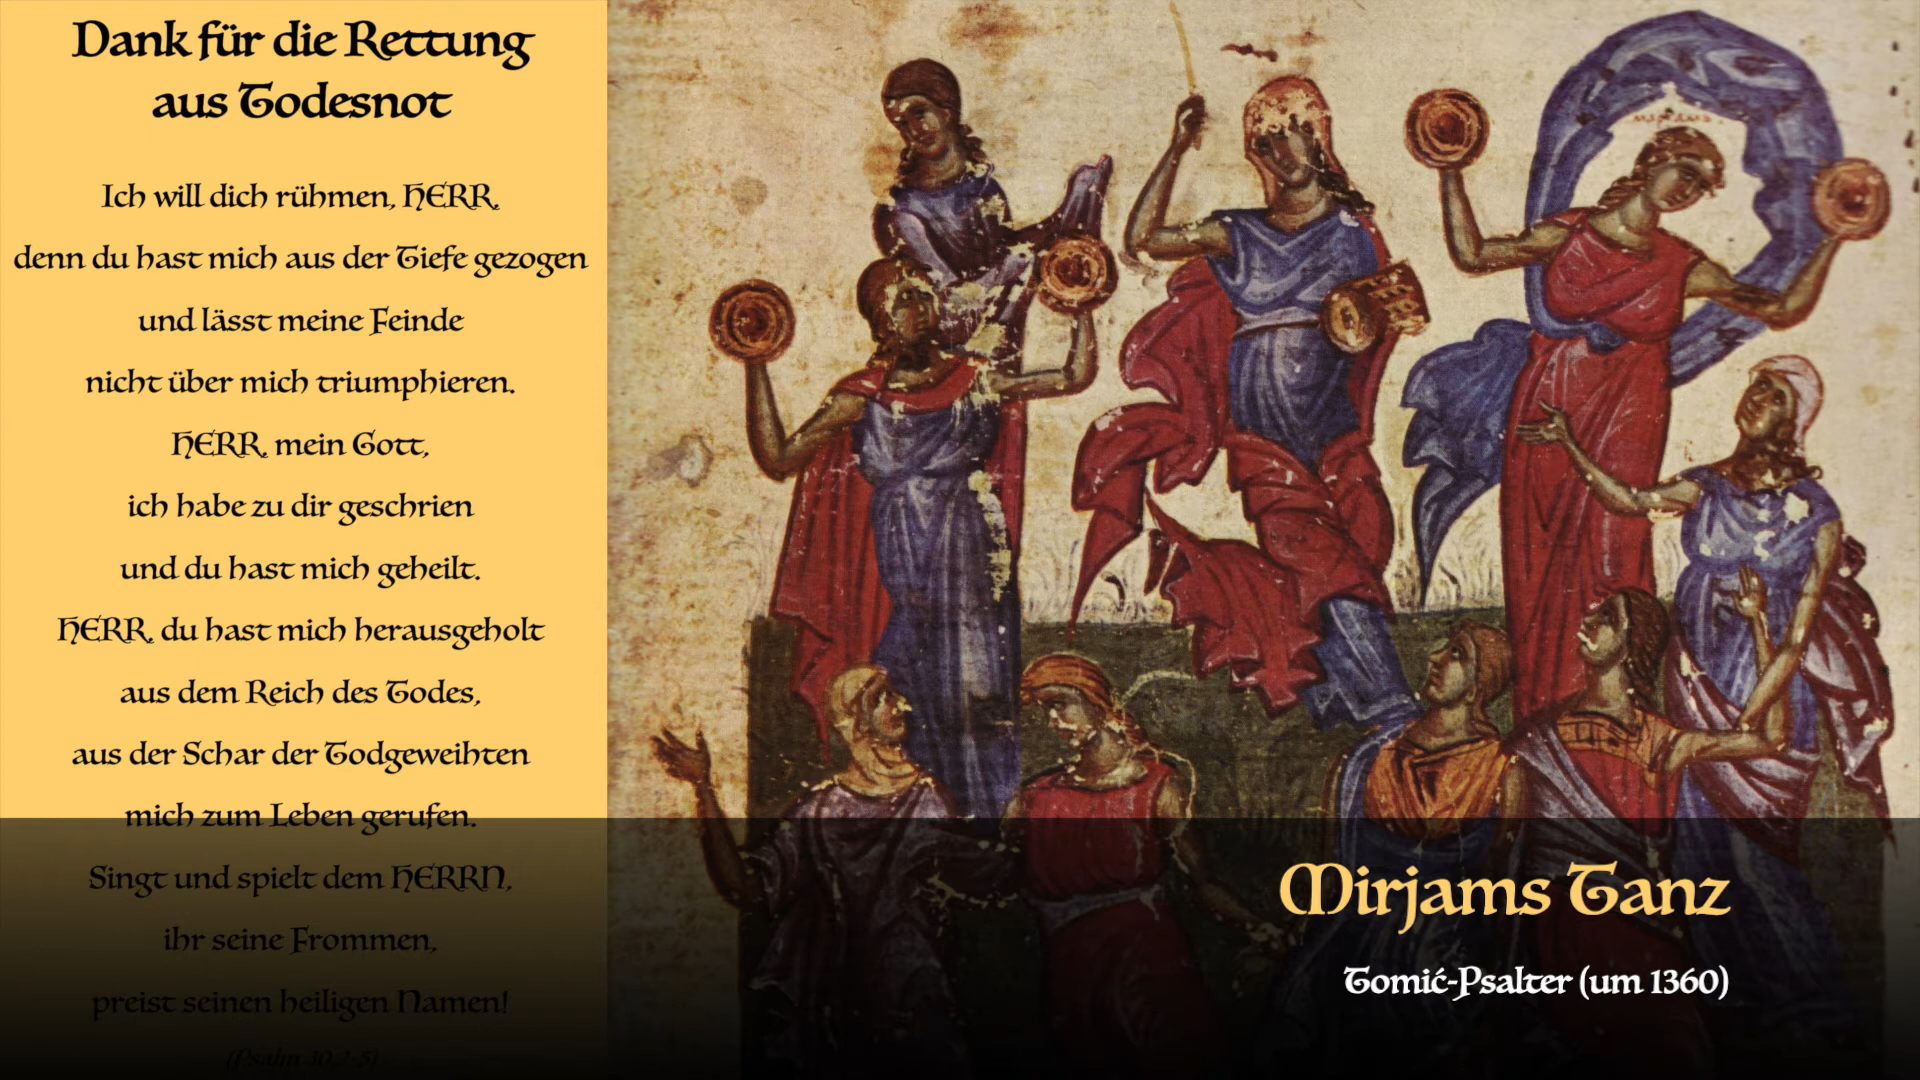 Dank für die Rettung
aus Todesnot
Ich will dich rühmen, HERR,
denn du hast mich aus der Tiefe gezogen
und lässt meine Feinde
nicht über mich triumphieren.
HERR, mein Gott,
ich habe zu dir geschrien
und du hast mich geheilt.
HERR, du hast mich herausgeholt
aus dem Reich des Todes,
aus der Schar der Todgeweihten
mich zum Leben gerufen.
Singt und spielt dem HERRN,
ihr seine Frommen,
preist seinen heiligen Namen!
(Psalm 30,2-5)
Mirjams Tanz
Tomić-Psalter (um 1360)